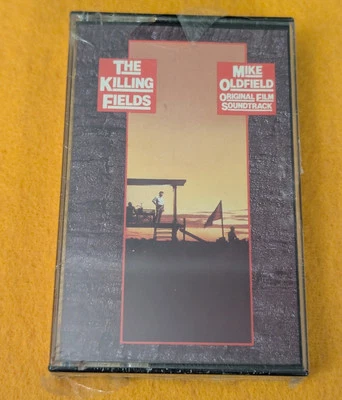 THE
KILLING
FIELDS
MIKE
OLDFIELD
ORIGINAL FILM
SOUNDTRACK